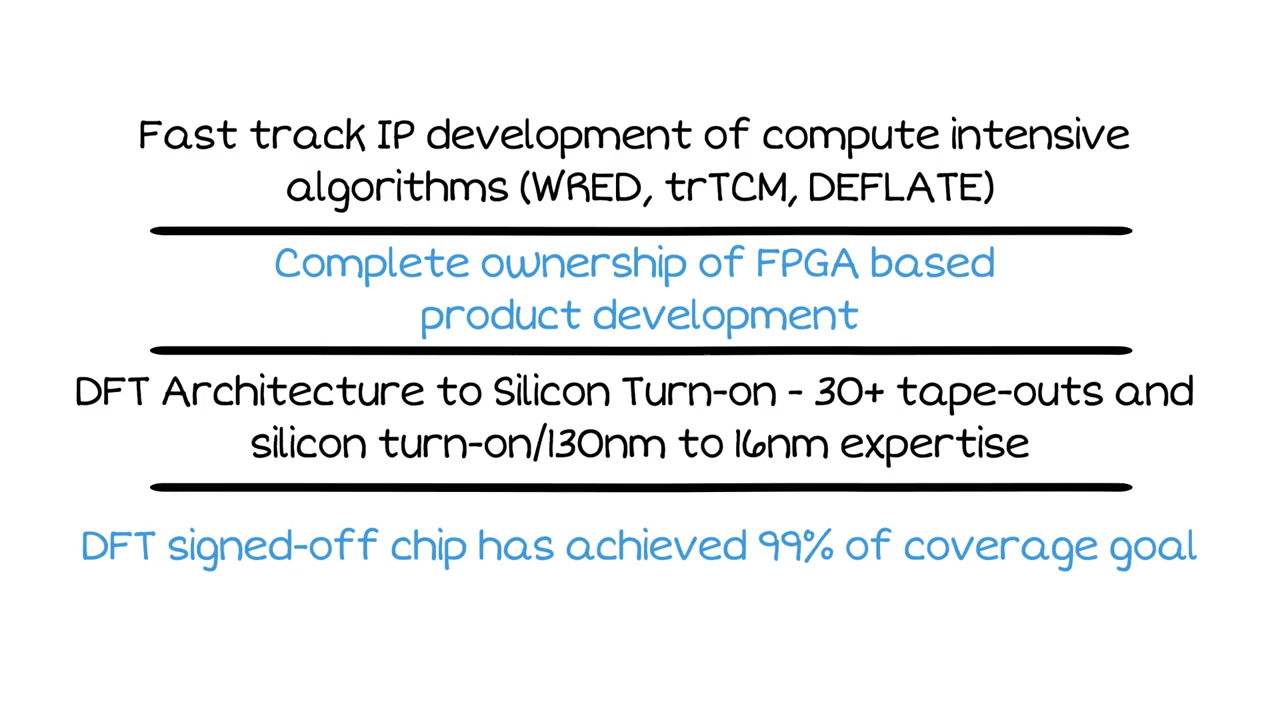 Fast track IP development of compute intensive
algorithms (WRED, trTCM, DEFLATE)
Complete ownership of FPGA based
product development
DFT Architecture to Silicon Turn-on - 30+ tape-outs and
silicon turn-on/130nm to 16nm expertise
DFT signed-off chip has achieved 99% of coverage goal